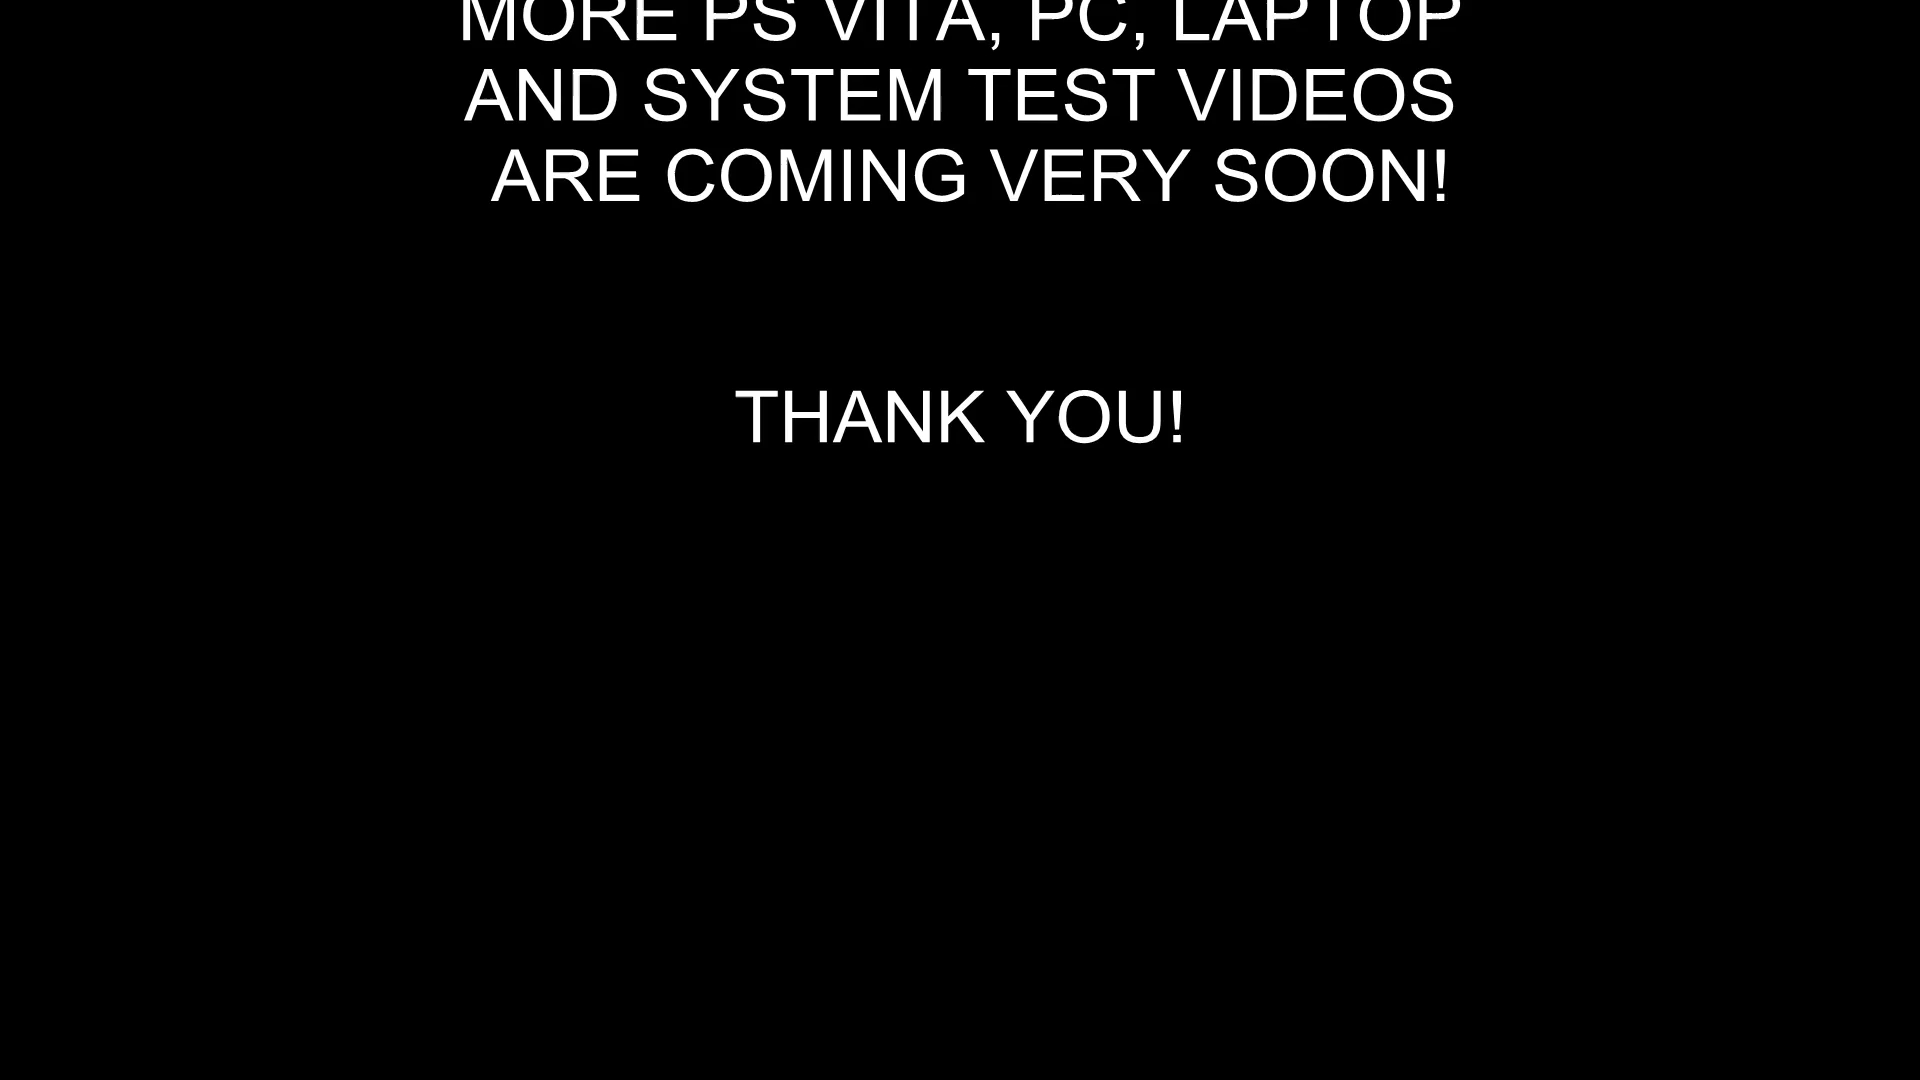 MORE PS VITA, PC, LAPTOP
AND SYSTEM TEST VIDEOS
ARE COMING VERY SOON!
THANK YOU!